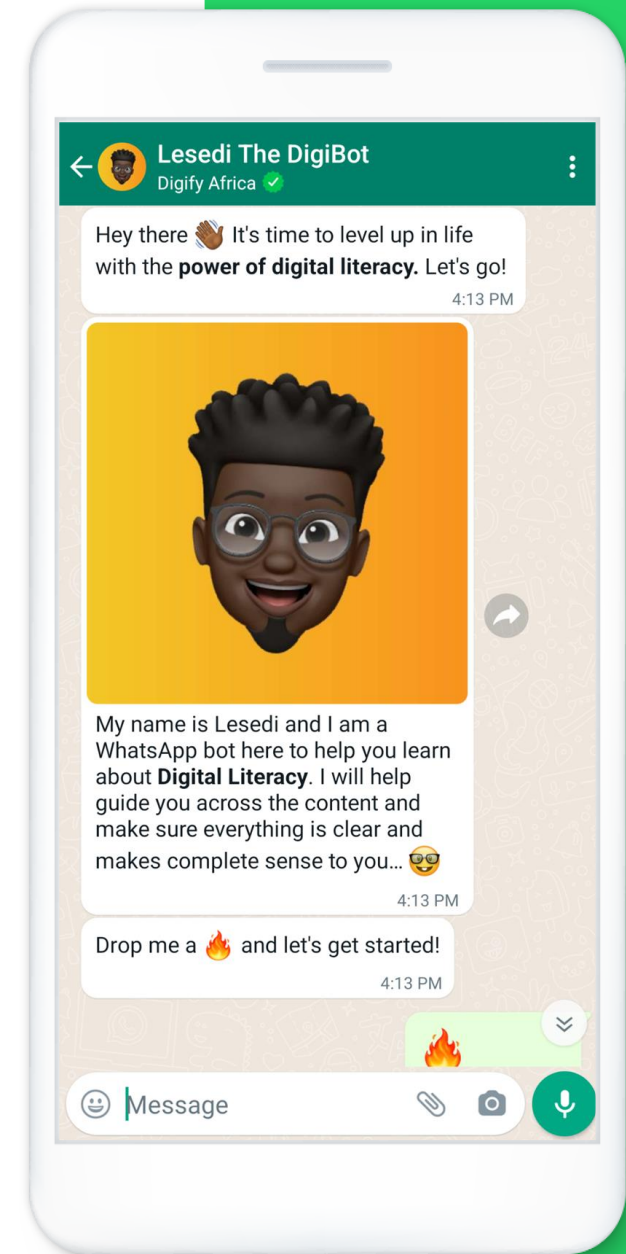 Lesedi The DigiBot
Digify Africa
Hey there 👋🏾 It's time to level up in life
with the power of digital literacy. Let's go!
4:13 PM
My name is Lesedi and I am a
WhatsApp bot here to help you learn
about Digital Literacy. I will help
guide you across the content and
make sure everything is clear and
makes complete sense to you... 🤓
4:13 PM
Drop me a 🔥 and let's get started!
4:13 PM
🔥
Message